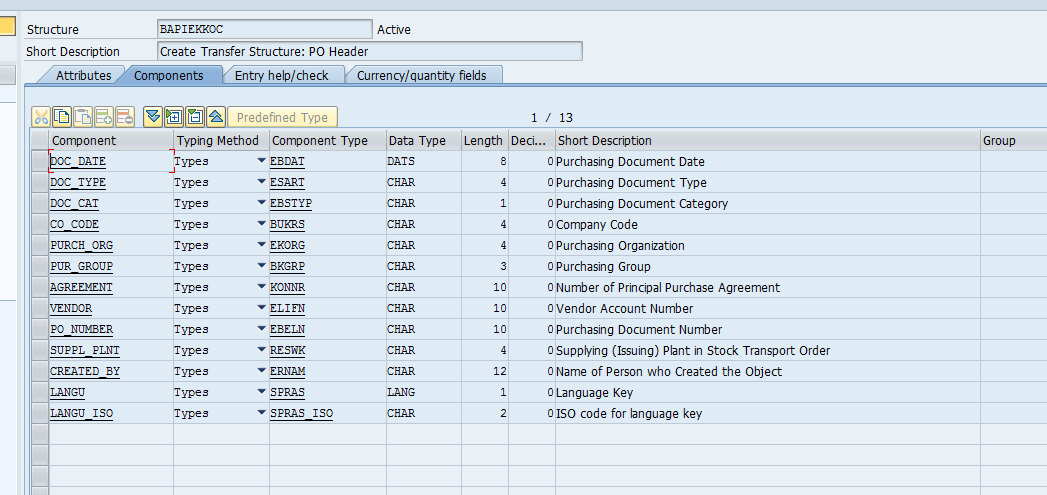 Structure BAPIEKKOC Active
Short Description Create Transfer Structure: PO Header
Attributes Components Entry help/check Currency/quantity fields
Predefined Type 1 / 13
Component Typing Method Component Type Data Type Length Deci... Short Description Group
DOC_DATE Types EBDAT DATS 8 0 Purchasing Document Date
DOC_TYPE Types ESART CHAR 4 0 Purchasing Document Type
DOC_CAT Types EBSTYP CHAR 1 0 Purchasing Document Category
CO_CODE Types BUKRS CHAR 4 0 Company Code
PURCH_ORG Types EKORG CHAR 4 0 Purchasing Organization
PUR_GROUP Types BKGRP CHAR 3 0 Purchasing Group
AGREEMENT Types KONNR CHAR 10 0 Number of Principal Purchase Agreement
VENDOR Types ELIFN CHAR 10 0 Vendor Account Number
PO_NUMBER Types EBELN CHAR 10 0 Purchasing Document Number
SUPPL_PLNT Types RESWK CHAR 4 0 Supplying (Issuing) Plant in Stock Transport Order
CREATED_BY Types ERNAM CHAR 12 0 Name of Person who Created the Object
LANGU Types SPRAS LANG 1 0 Language Key
LANGU_ISO Types SPRAS_ISO CHAR 2 0 ISO code for language key